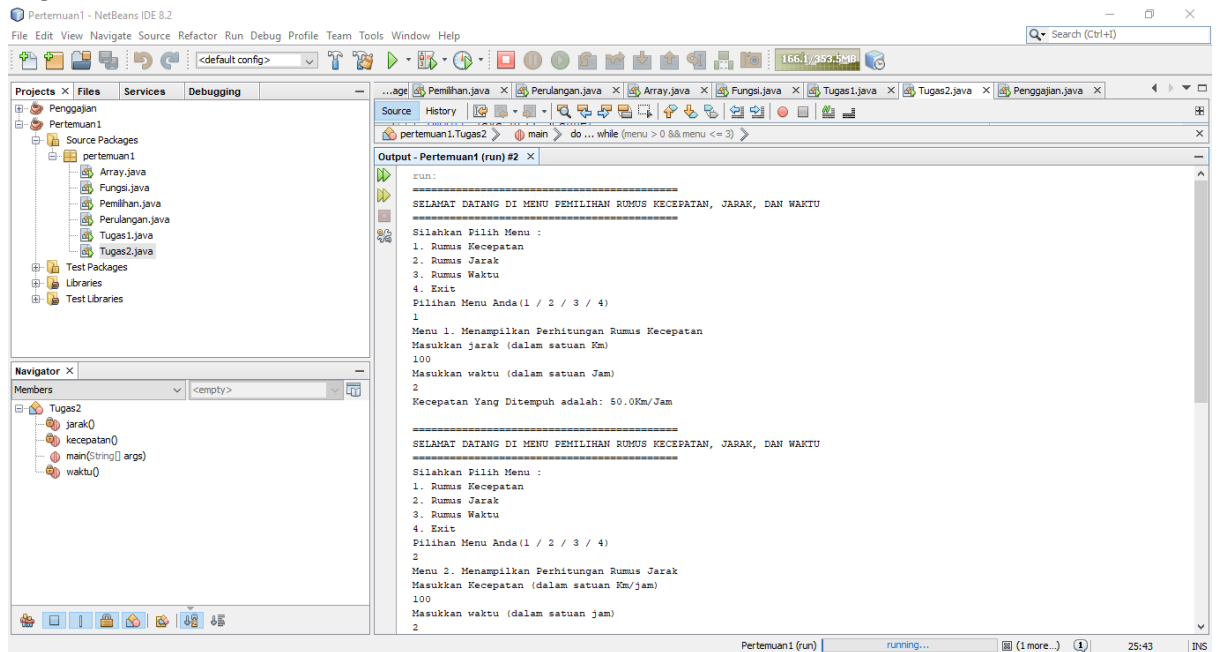 Pertemuan1 - NetBeans IDE 8.2
File Edit View Navigate Source Refactor Run Debug Profile Team Tools Window Help
Search (Ctrl+I)
<default config>
166.1/353.5MB
Projects Files Services Debugging
...age Pemilihan.java Perulangan.java Array.java Fungsi.java Tugas1.java Tugas2.java Penggajian.java
Penggajian
Pertemuan1
Source Packages
pertemuan1
Array.java
Fungsi.java
Pemilihan.java
Perulangan.java
Tugas1.java
Tugas2.java
Test Packages
Libraries
Test Libraries
Navigator
Members
<empty>
Tugas2
jarak()
kecepatan()
main(String[] args)
waktu()
Source History
pertemuan1.Tugas2 main do ... while (menu > 0 && menu <= 3)
Output - Pertemuan1 (run) #2
run:
============================================
SELAMAT DATANG DI MENU PEMILIHAN RUMUS KECEPATAN, JARAK, DAN WAKTU
============================================
Silahkan Pilih Menu :
1. Rumus Kecepatan
2. Rumus Jarak
3. Rumus Waktu
4. Exit
Pilihan Menu Anda(1 / 2 / 3 / 4)
1
Menu 1. Menampilkan Perhitungan Rumus Kecepatan
Masukkan jarak (dalam satuan Km)
100
Masukkan waktu (dalam satuan Jam)
2
Kecepatan Yang Ditempuh adalah: 50.0Km/Jam
============================================
SELAMAT DATANG DI MENU PEMILIHAN RUMUS KECEPATAN, JARAK, DAN WAKTU
============================================
Silahkan Pilih Menu :
1. Rumus Kecepatan
2. Rumus Jarak
3. Rumus Waktu
4. Exit
Pilihan Menu Anda(1 / 2 / 3 / 4)
2
Menu 2. Menampilkan Perhitungan Rumus Jarak
Masukkan Kecepatan (dalam satuan Km/jam)
100
Masukkan waktu (dalam satuan jam)
2
Pertemuan1 (run) running... (1 more...) 1 25:43 INS